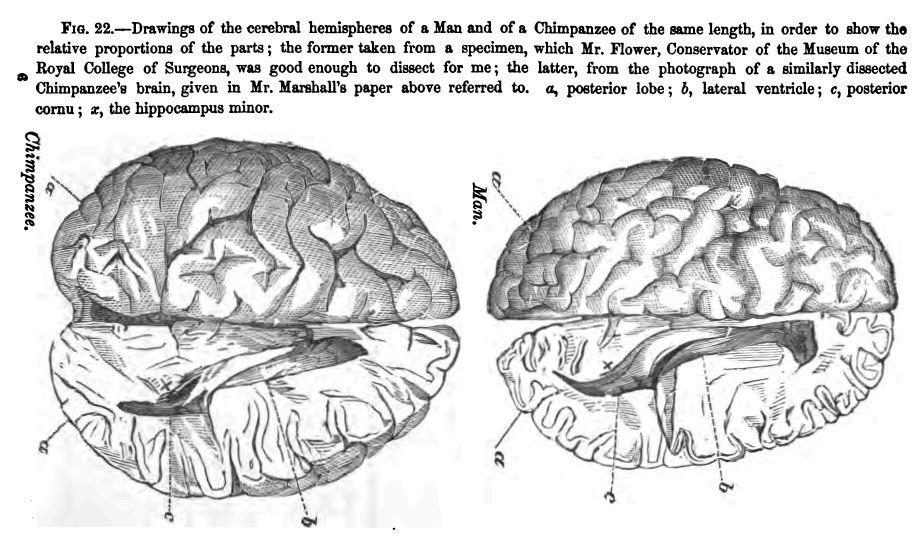 FIG. 22.—Drawings of the cerebral hemispheres of a Man and of a Chimpanzee of the same length, in order to show the
relative proportions of the parts; the former taken from a specimen, which Mr. Flower, Conservator of the Museum of the
Royal College of Surgeons, was good enough to dissect for me; the latter, from the photograph of a similarly dissected
Chimpanzee's brain, given in Mr. Marshall's paper above referred to. a, posterior lobe; b, lateral ventricle; c, posterior
cornu; x, the hippocampus minor.
Chimpanzee.
a
x
a
c
b
Man.
a
x
a
c
b